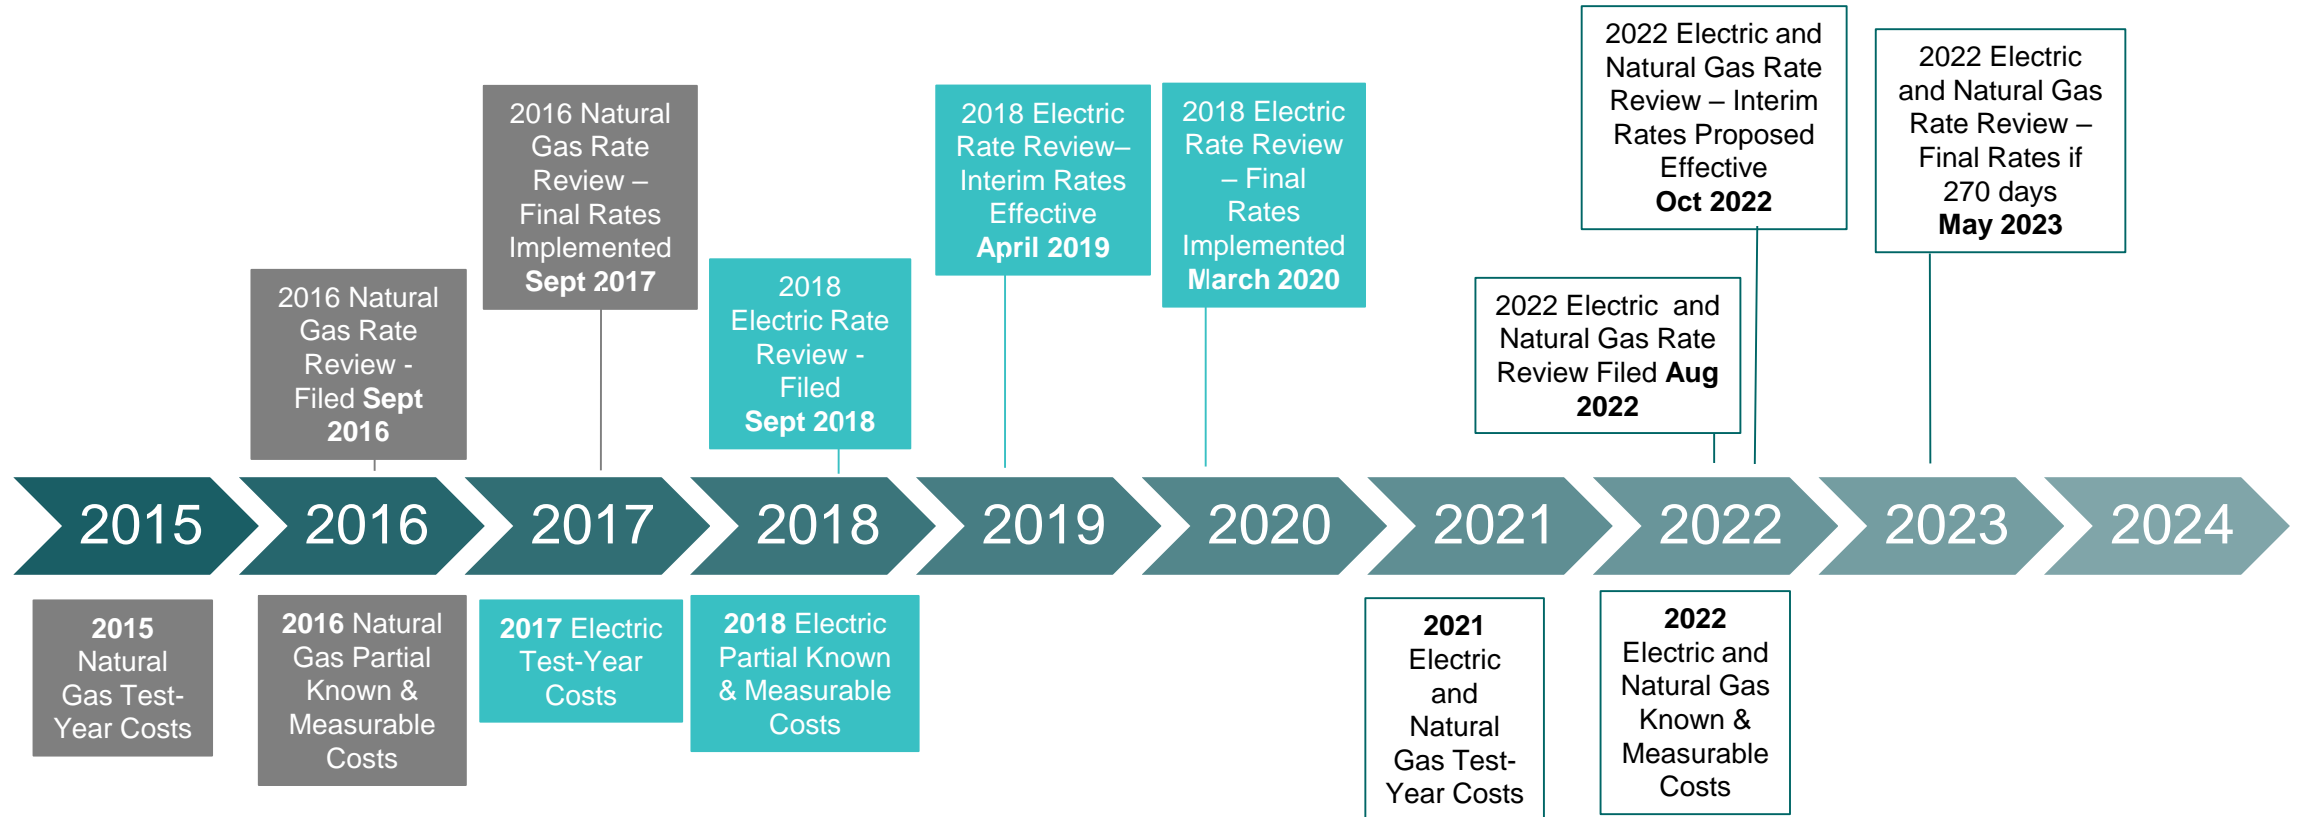 2016 Natural
Gas Rate
Review -
Filed Sept
2016
2016 Natural
Gas Rate
Review –
Final Rates
Implemented
Sept 2017
2018
Electric Rate
Review -
Filed
Sept 2018
2018 Electric
Rate Review–
Interim Rates
Effective
April 2019
2018 Electric
Rate Review
– Final
Rates
Implemented
March 2020
2022 Electric and
Natural Gas Rate
Review Filed Aug
2022
2022 Electric and
Natural Gas Rate
Review – Interim
Rates Proposed
Effective
Oct 2022
2022 Electric
and Natural Gas
Rate Review –
Final Rates if
270 days
May 2023
2015
2016
2017
2018
2019
2020
2021
2022
2023
2024
2015
Natural
Gas Test-
Year Costs
2016 Natural
Gas Partial
Known &
Measurable
Costs
2017 Electric
Test-Year
Costs
2018 Electric
Partial Known
& Measurable
Costs
2021
Electric
and
Natural
Gas Test-
Year Costs
2022
Electric and
Natural Gas
Known &
Measurable
Costs